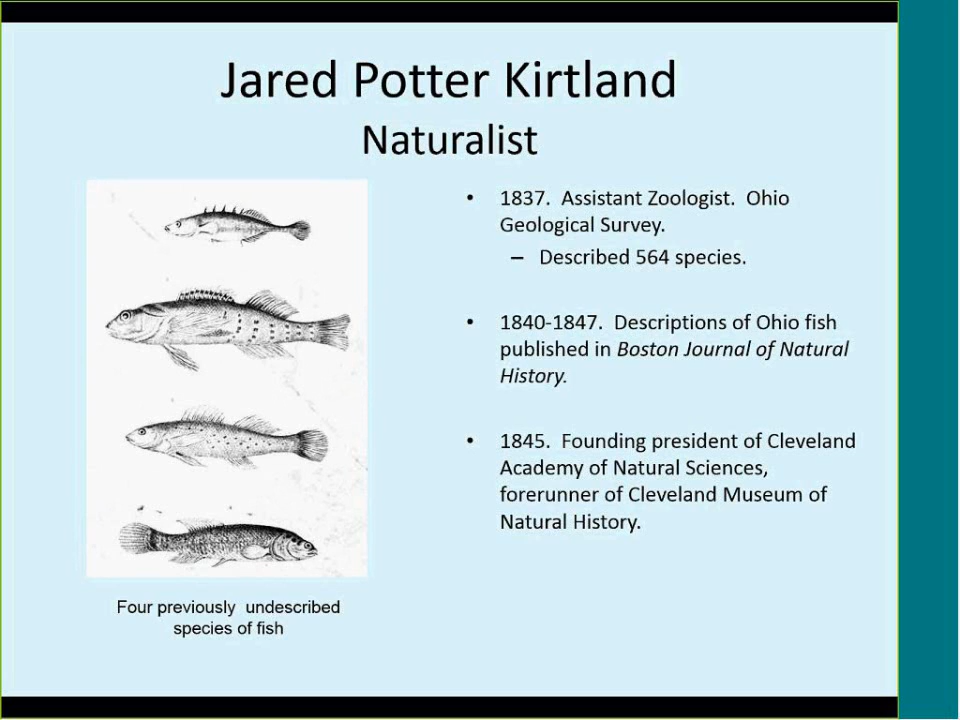 Jared Potter Kirtland
Naturalist
• 1837.  Assistant Zoologist.  Ohio
Geological Survey.
– Described 564 species.
• 1840-1847.  Descriptions of Ohio fish
published in Boston Journal of Natural
History.
• 1845.  Founding president of Cleveland
Academy of Natural Sciences,
forerunner of Cleveland Museum of
Natural History.
Four previously  undescribed
species of fish